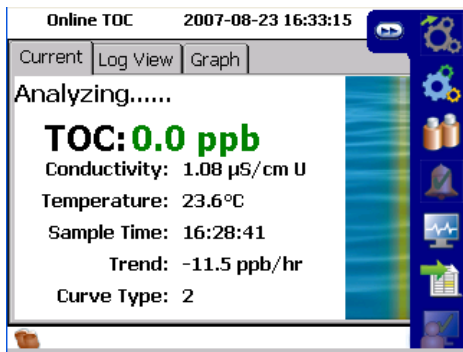 Online TOC 2007-08-23 16:33:15
Current Log View Graph
Analyzing......
TOC: 0.0 ppb
Conductivity: 1.08 µS/cm U
Temperature: 23.6°C
Sample Time: 16:28:41
Trend: -11.5 ppb/hr
Curve Type: 2